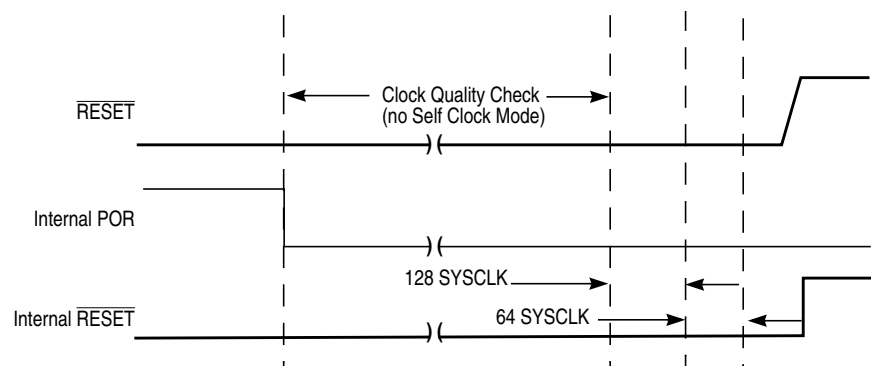 Clock Quality Check
(no Self Clock Mode)
RESET
Internal POR
128 SYSCLK
64 SYSCLK
Internal RESET